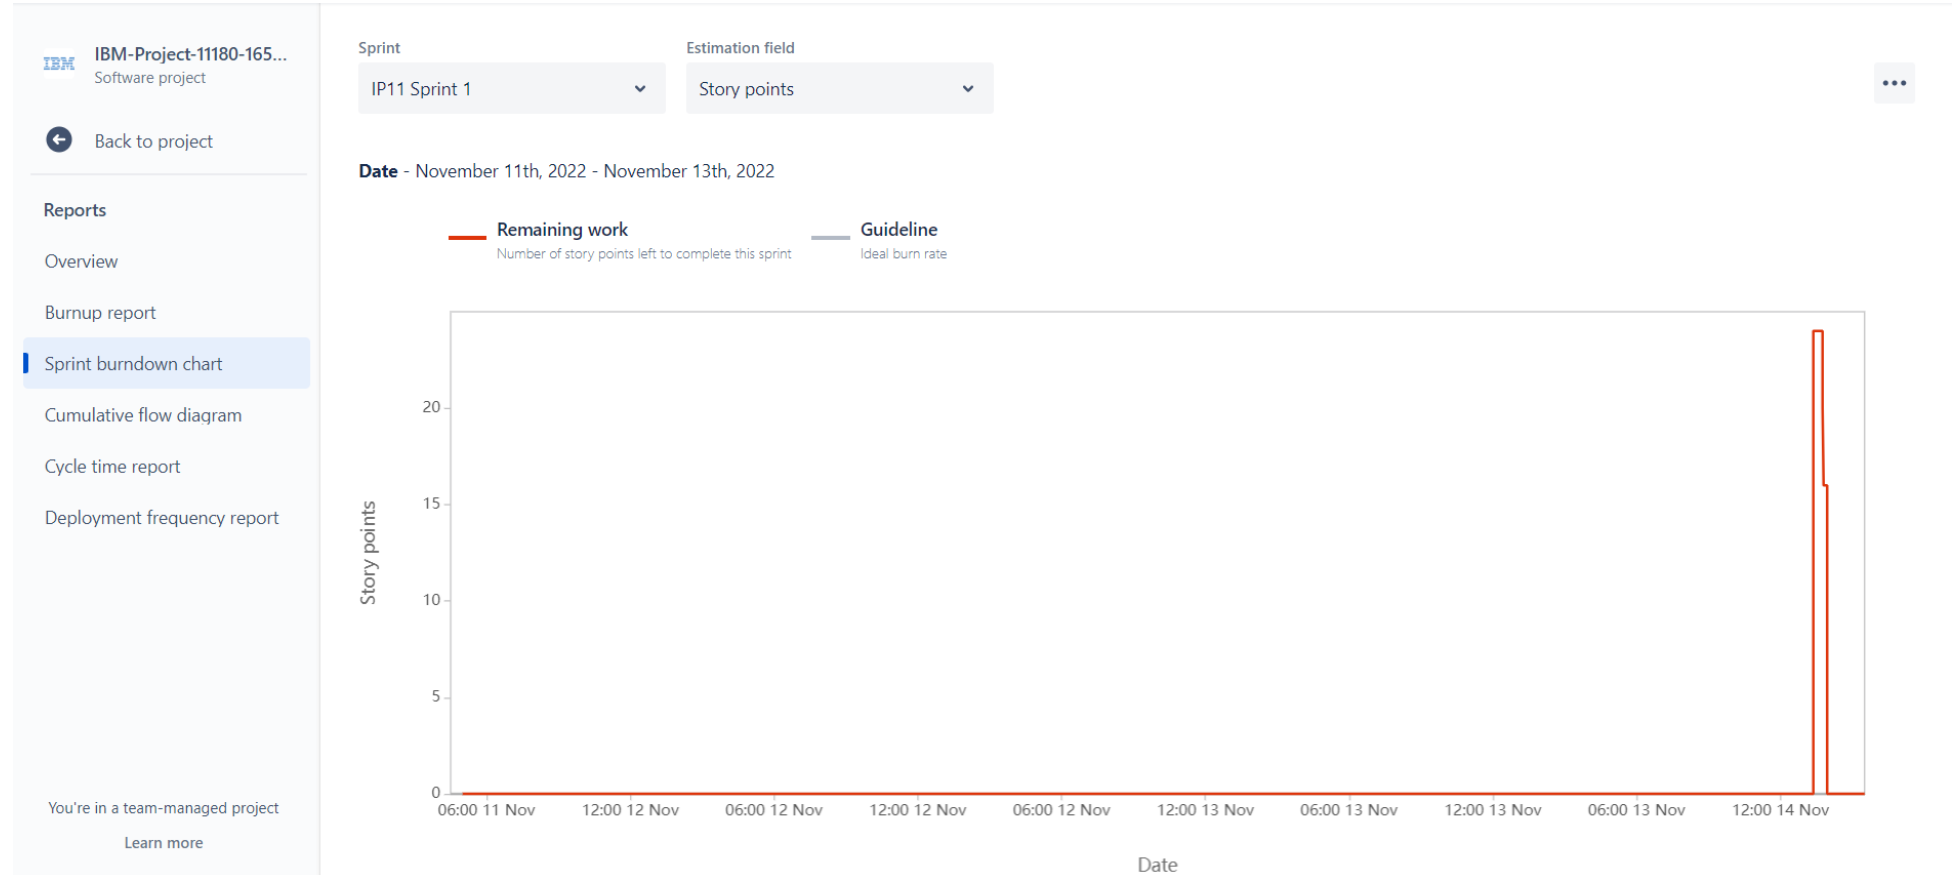 IBM
IBM-Project-11180-165...
Software project
Back to project
Reports
Overview
Burnup report
Sprint burndown chart
Cumulative flow diagram
Cycle time report
Deployment frequency report
You're in a team-managed project
Learn more
Sprint
Estimation field
IP11 Sprint 1
Story points
Date - November 11th, 2022 - November 13th, 2022
Remaining work
Number of story points left to complete this sprint
Guideline
Ideal burn rate
Story points
20
15
10
5
0
06:00 11 Nov
12:00 12 Nov
06:00 12 Nov
12:00 12 Nov
06:00 12 Nov
12:00 13 Nov
06:00 13 Nov
12:00 13 Nov
06:00 13 Nov
12:00 14 Nov
Date